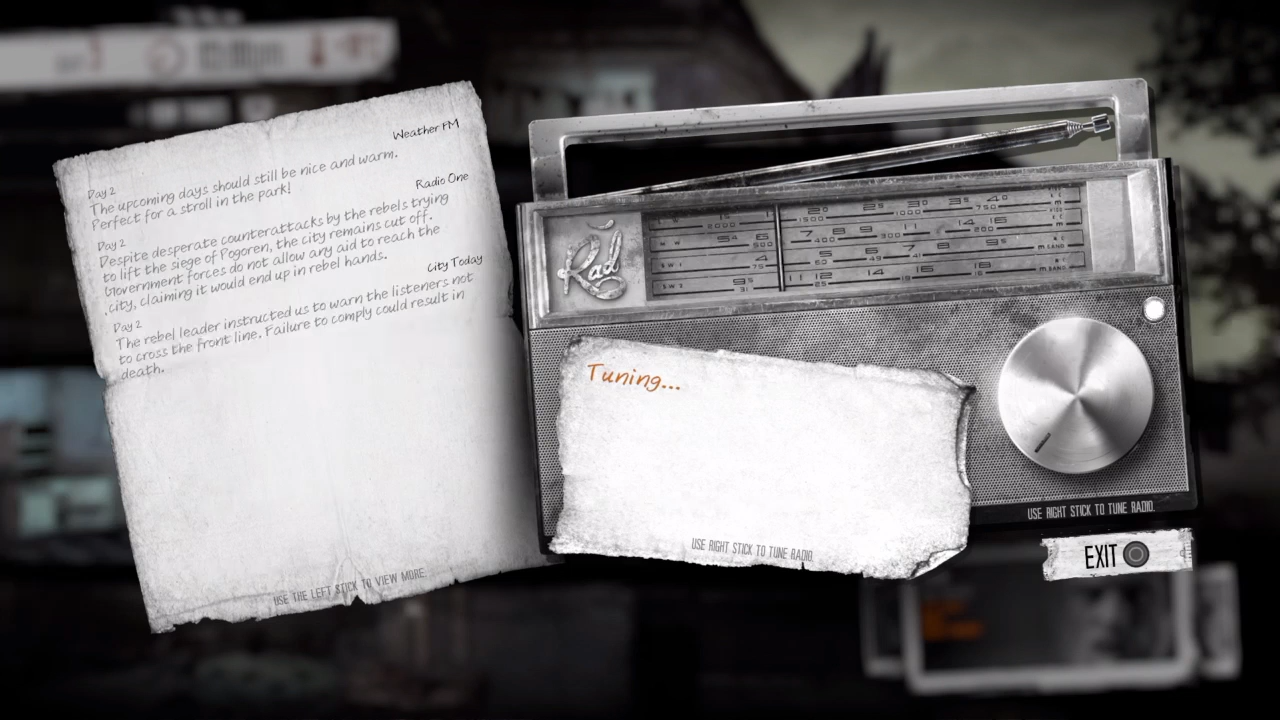 Weather FM
Day 2
The upcoming days should still be nice and warm.
Perfect for a stroll in the park!
Radio One
Day 2
Despite desperate counterattacks by the rebels trying
to lift the siege of Pogoren, the city remains cut off.
Government forces do not allow any aid to reach the
city, claiming it would end up in rebel hands.
City Today
Day 2
The rebel leader instructed us to warn the listeners not
to cross the front line. Failure to comply could result in
death.
USE THE LEFT STICK TO VIEW MORE.
Rad
Tuning...
USE RIGHT STICK TO TUNE RADIO.
USE RIGHT STICK TO TUNE RADIO.
EXIT